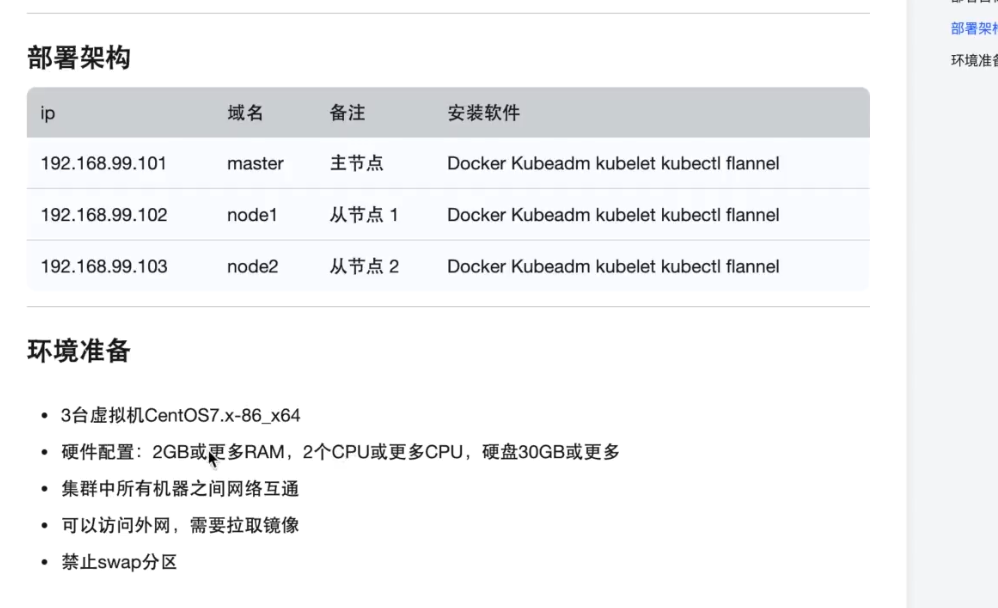 部署架构
部署架构
ip 域名 备注 安装软件
192.168.99.101 master 主节点 Docker Kubeadm kubelet kubectl flannel
192.168.99.102 node1 从节点 1 Docker Kubeadm kubelet kubectl flannel
192.168.99.103 node2 从节点 2 Docker Kubeadm kubelet kubectl flannel
环境准备
3台虚拟机CentOS7.x-86_x64
硬件配置：2GB或更多RAM，2个CPU或更多CPU，硬盘30GB或更多
集群中所有机器之间网络互通
可以访问外网，需要拉取镜像
禁止swap分区
环境准备